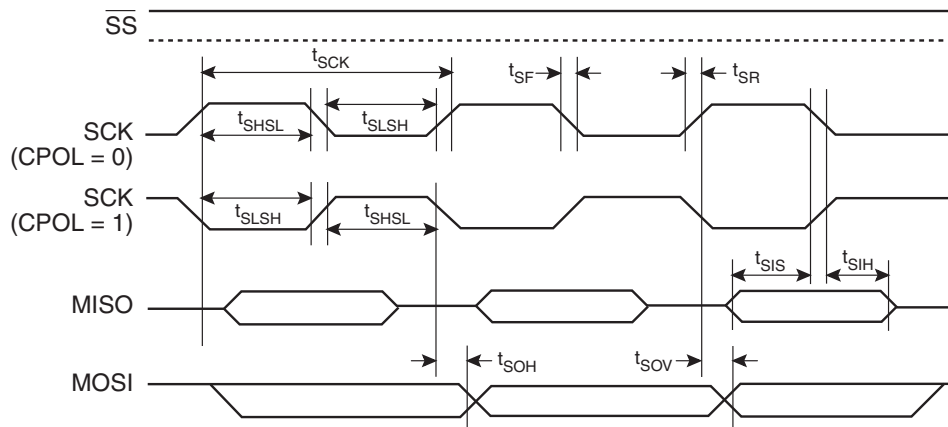 SS
tSCK
tSF
tSR
SCK
(CPOL = 0)
tSHSL
tSLSH
SCK
(CPOL = 1)
tSLSH
tSHSL
tSIS
tSIH
MISO
tSOH
tSOV
MOSI